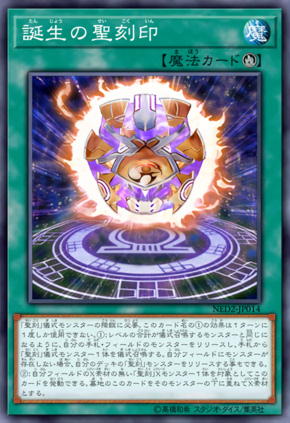 誕生の聖刻印
魔
【魔法カード】
NED2-JP014
「聖刻」儀式モンスターの降臨に必要。このカード名の①の効果は1ターンに
1度しか使用できない。①:レベルの合計が儀式召喚するモンスターと同じに
なるように、自分の手札・フィールドのモンスターをリリースし、手札から
「聖刻」儀式モンスター1体を儀式召喚する。自分フィールドにモンスターが
存在しない場合、自分のデッキの「聖刻」モンスターをリリースする事もできる。
②:自分フィールドのX素材の無い「聖刻」Xモンスター1体を対象としてこの
カードを発動できる。墓地のこのカードをそのモンスターの下に重ねてX素材
とする。
©高橋和希 スタジオ・ダイス/集英社